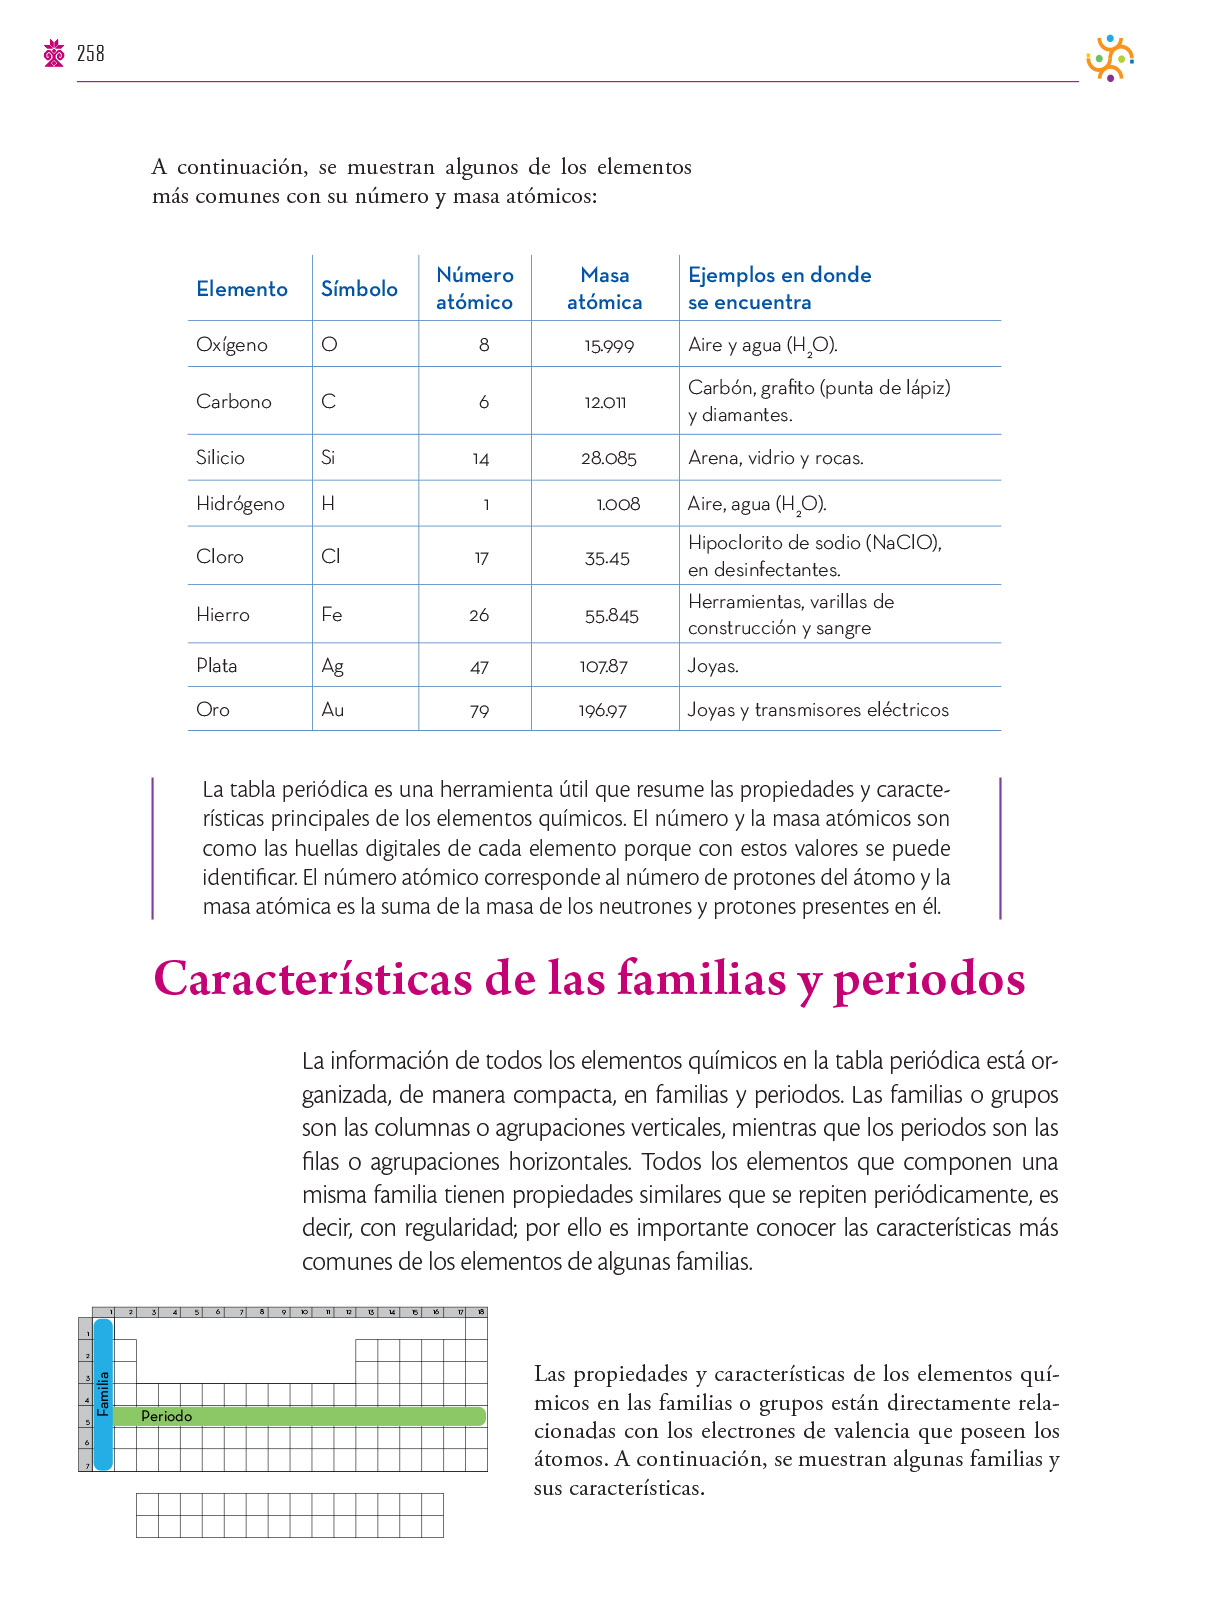 258
A continuación, se muestran algunos de los elementos
más comunes con su número y masa atómicos:
Elemento Símbolo Número atómico Masa atómica Ejemplos en donde se encuentra
Oxígeno O 8 15.999 Aire y agua (H₂O).
Carbono C 6 12.011 Carbón, grafito (punta de lápiz) y diamantes.
Silicio Si 14 28.085 Arena, vidrio y rocas.
Hidrógeno H 1 1.008 Aire, agua (H₂O).
Cloro Cl 17 35.45 Hipoclorito de sodio (NaClO), en desinfectantes.
Hierro Fe 26 55.845 Herramientas, varillas de construcción y sangre
Plata Ag 47 107.87 Joyas.
Oro Au 79 196.97 Joyas y transmisores eléctricos
La tabla periódica es una herramienta útil que resume las propiedades y caracte-
rísticas principales de los elementos químicos. El número y la masa atómicos son
como las huellas digitales de cada elemento porque con estos valores se puede
identificar. El número atómico corresponde al número de protones del átomo y la
masa atómica es la suma de la masa de los neutrones y protones presentes en él.
Características de las familias y periodos
La información de todos los elementos químicos en la tabla periódica está or-
ganizada, de manera compacta, en familias y periodos. Las familias o grupos
son las columnas o agrupaciones verticales, mientras que los periodos son las
filas o agrupaciones horizontales. Todos los elementos que componen una
misma familia tienen propiedades similares que se repiten periódicamente, es
decir, con regularidad; por ello es importante conocer las características más
comunes de los elementos de algunas familias.
1 2 3 4 5 6 7 8 9 10 11 12 13 14 15 16 17 18
1
2
3
4
5
6
7
Familia
Periodo
Las propiedades y características de los elementos quí-
micos en las familias o grupos están directamente rela-
cionadas con los electrones de valencia que poseen los
átomos. A continuación, se muestran algunas familias y
sus características.